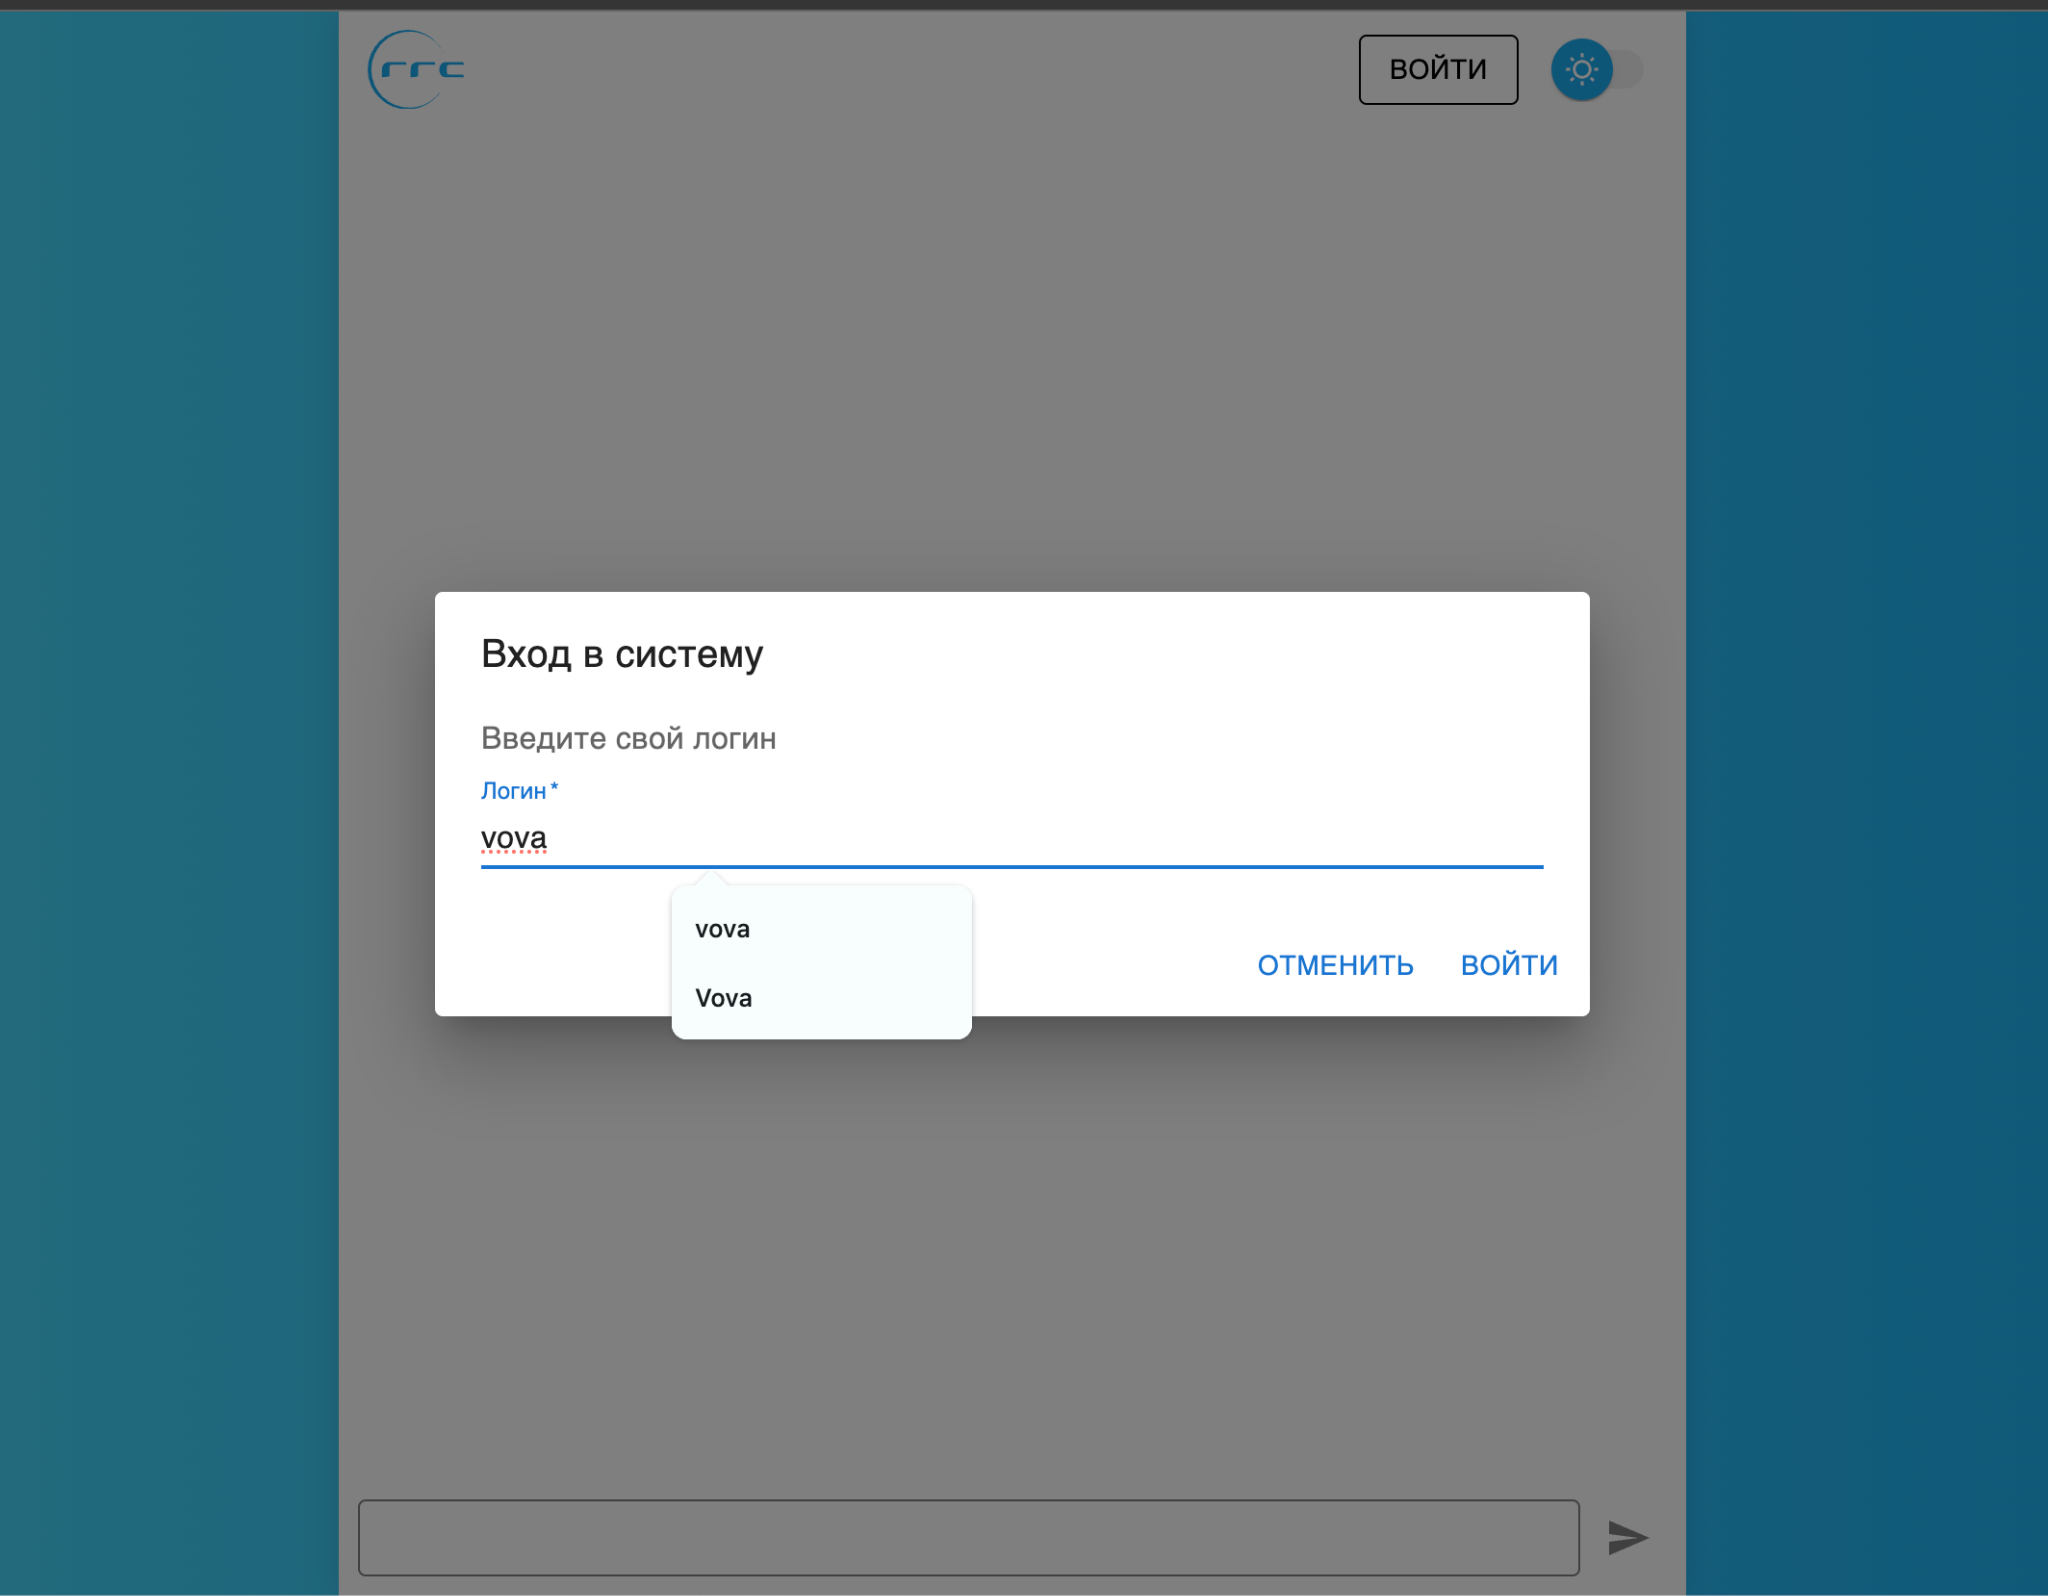 rrc
ВОЙТИ
Вход в систему
Введите свой логин
Логин *
vova
vova
Vova
ОТМЕНИТЬ
ВОЙТИ